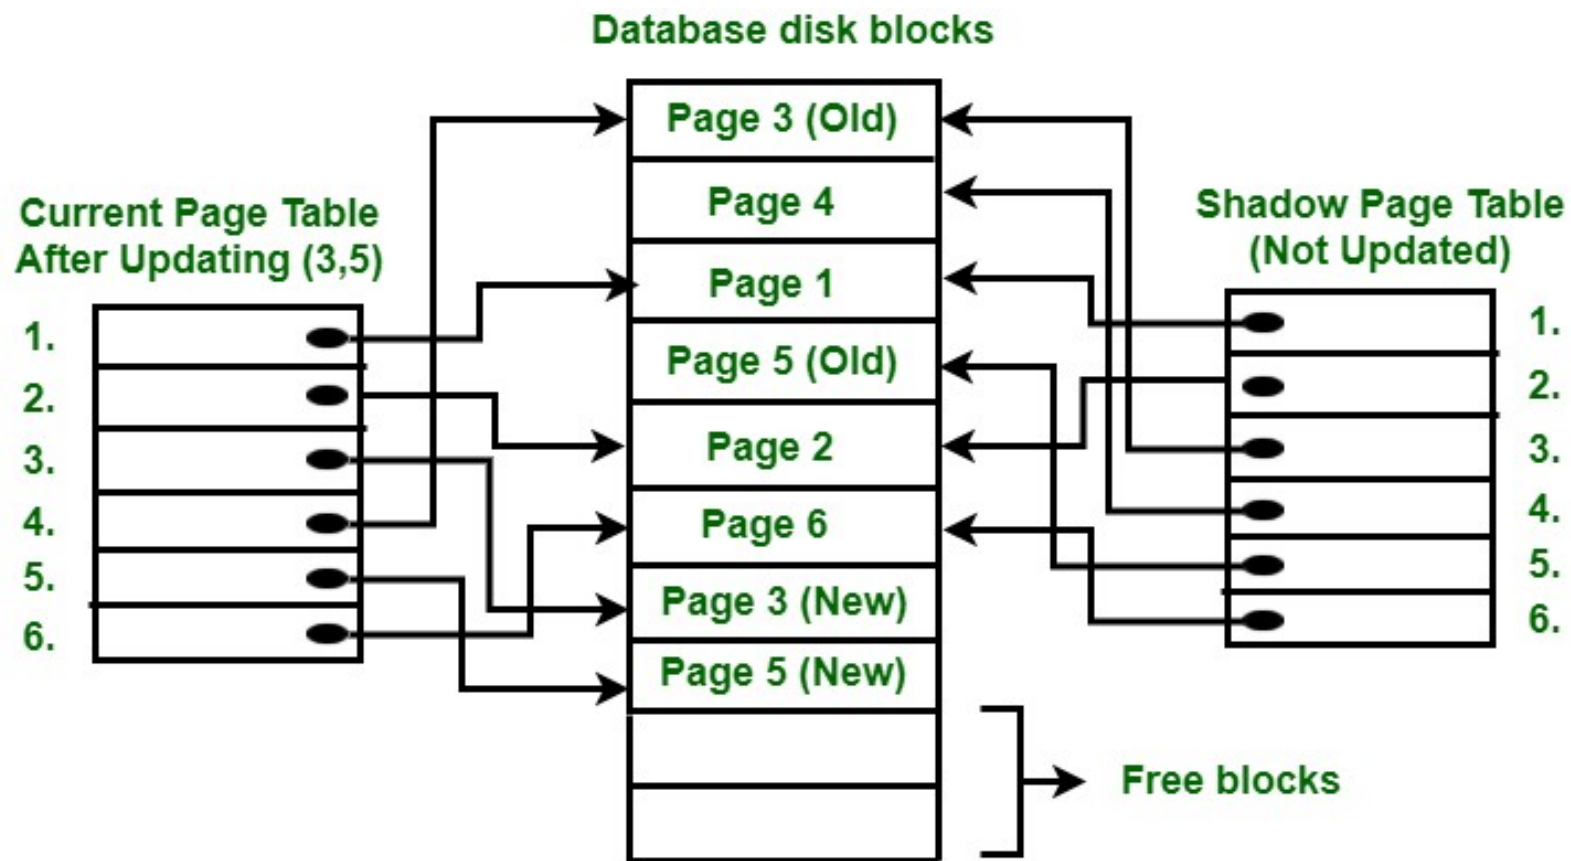 Database disk blocks
Current Page Table
After Updating (3,5)
1.
2.
3.
4.
5.
6.
Page 3 (Old)
Page 4
Page 1
Page 5 (Old)
Page 2
Page 6
Page 3 (New)
Page 5 (New)
Shadow Page Table
(Not Updated)
1.
2.
3.
4.
5.
6.
Free blocks